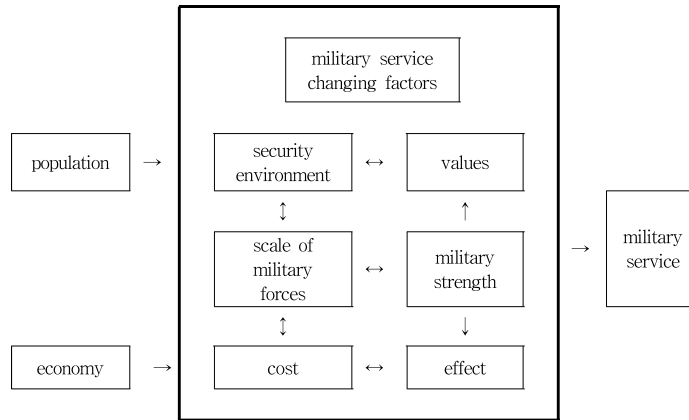 military service
changing factors
population
→
security
environment
↔
values
↕
↑
scale of
military
forces
↔
military
strength
→
military
service
↕
↓
economy
→
cost
↔
effect